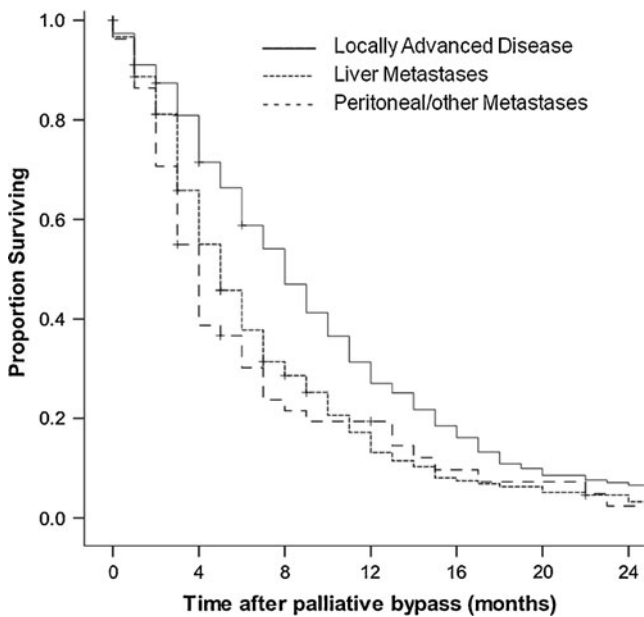 1.0
0.8
0.6
0.4
0.2
0.0
Proportion Surviving
Locally Advanced Disease
Liver Metastases
Peritoneal/other Metastases
0 4 8 12 16 20 24
Time after palliative bypass (months)